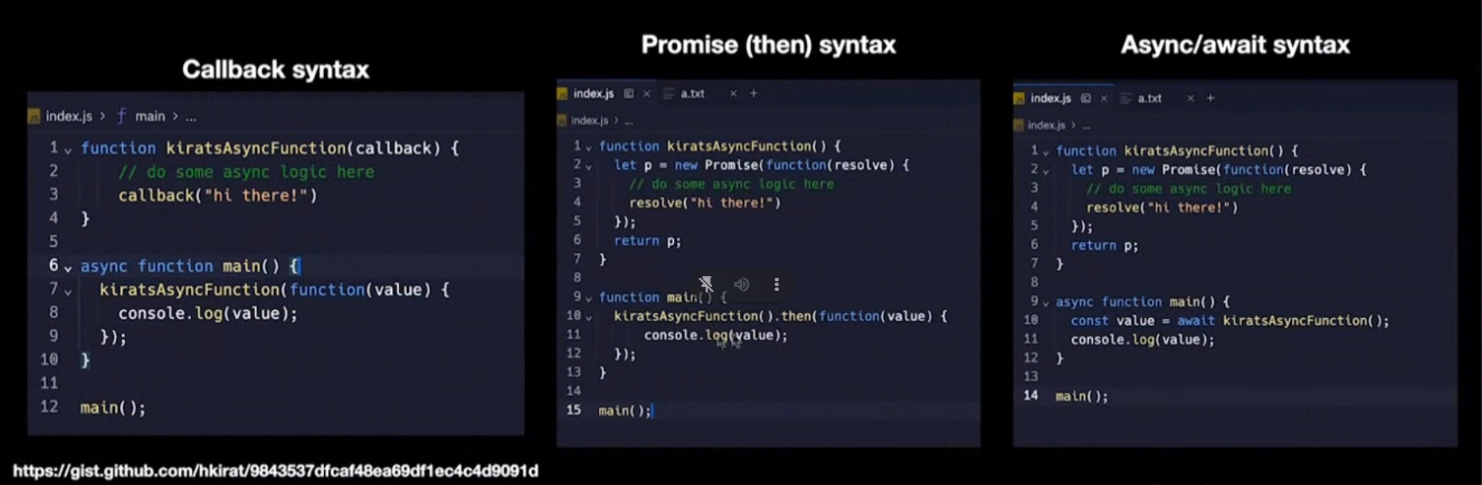 Callback syntax
index.js > main > ...
1 function kiratsAsyncFunction(callback) {
2 // do some async logic here
3 callback("hi there!")
4 }
5
6 async function main() {
7 kiratsAsyncFunction(function(value) {
8 console.log(value);
9 });
10 }
11
12 main();
https://gist.github.com/hkirat/9843537dfcaf48ea69df1ec4c4d9091d
Promise (then) syntax
index.js a.txt
index.js > ...
1 function kiratsAsyncFunction() {
2 let p = new Promise(function(resolve) {
3 // do some async logic here
4 resolve("hi there!")
5 });
6 return p;
7 }
8
9 function main() {
10 kiratsAsyncFunction().then(function(value) {
11 console.log(value);
12 });
13 }
14
15 main();
Async/await syntax
index.js a.txt
index.js > ...
1 function kiratsAsyncFunction() {
2 let p = new Promise(function(resolve) {
3 // do some async logic here
4 resolve("hi there!")
5 });
6 return p;
7 }
8
9 async function main() {
10 const value = await kiratsAsyncFunction();
11 console.log(value);
12 }
13
14 main();